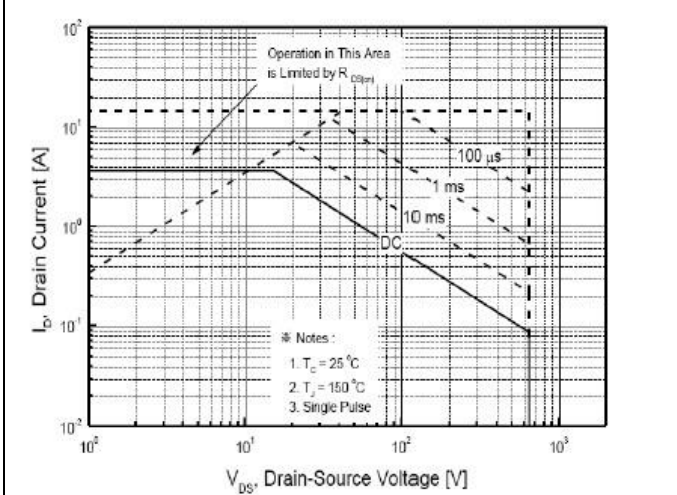 10²
10¹
10⁰
10⁻¹
10⁻²
I_D, Drain Current [A]
Operation in This Area
is Limited by R DS(on)
100 µs
1 ms
10 ms
DC
※ Notes :
1. T_C = 25 °C
2. T_J = 150 °C
3. Single Pulse
10⁰ 10¹ 10² 10³
V_DS, Drain-Source Voltage [V]